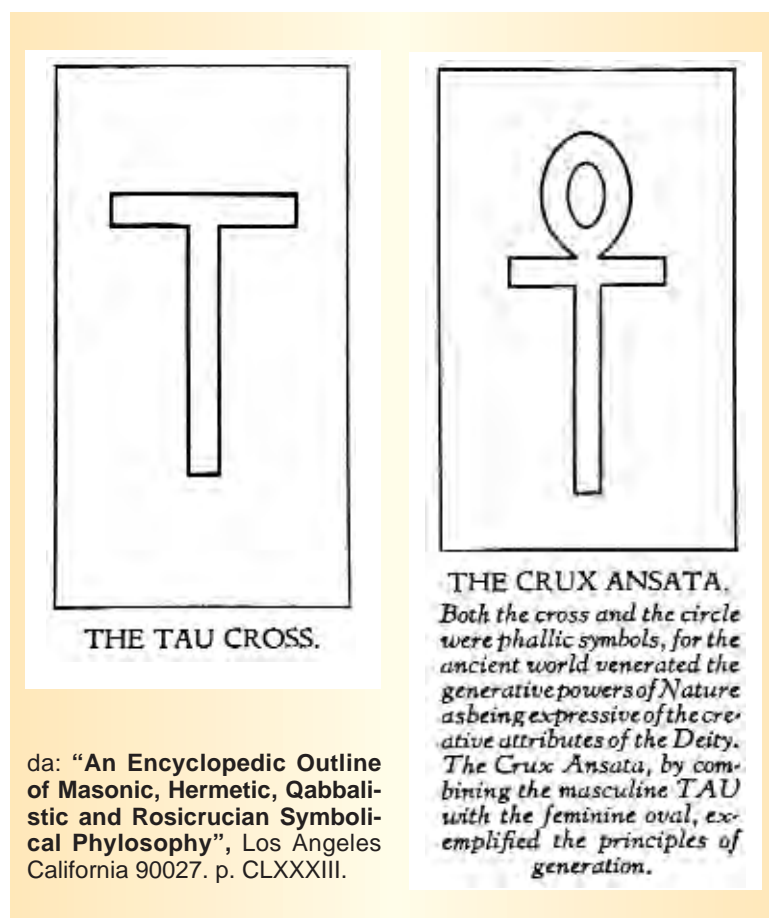 THE TAU CROSS.
da: “An Encyclopedic Outline
of Masonic, Hermetic, Qabbali-
stic and Rosicrucian Symboli-
cal Phylosophy”, Los Angeles
California 90027. p. CLXXXIII.
THE CRUX ANSATA.
Both the cross and the circle
were phallic symbols, for the
ancient world venerated the
generative powers of Nature
as being expressive of the cre-
ative attributes of the Deity.
The Crux Ansata, by com-
bining the masculine TAU
with the feminine oval, ex-
emplified the principles of
generation.